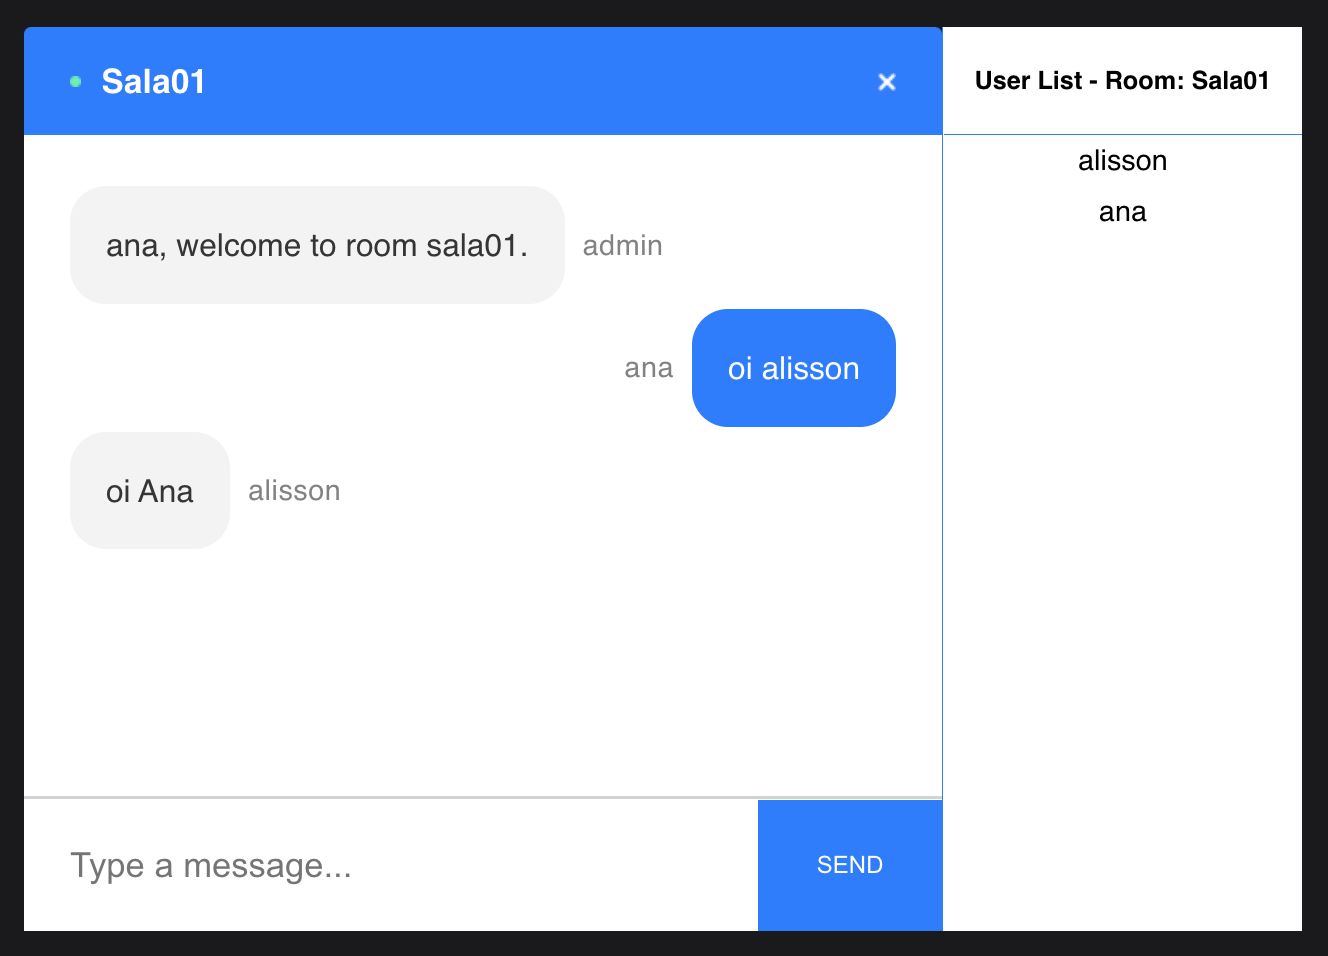 Sala01
User List - Room: Sala01
alisson
ana
ana, welcome to room sala01.
admin
ana
oi alisson
oi Ana
alisson
Type a message...
SEND